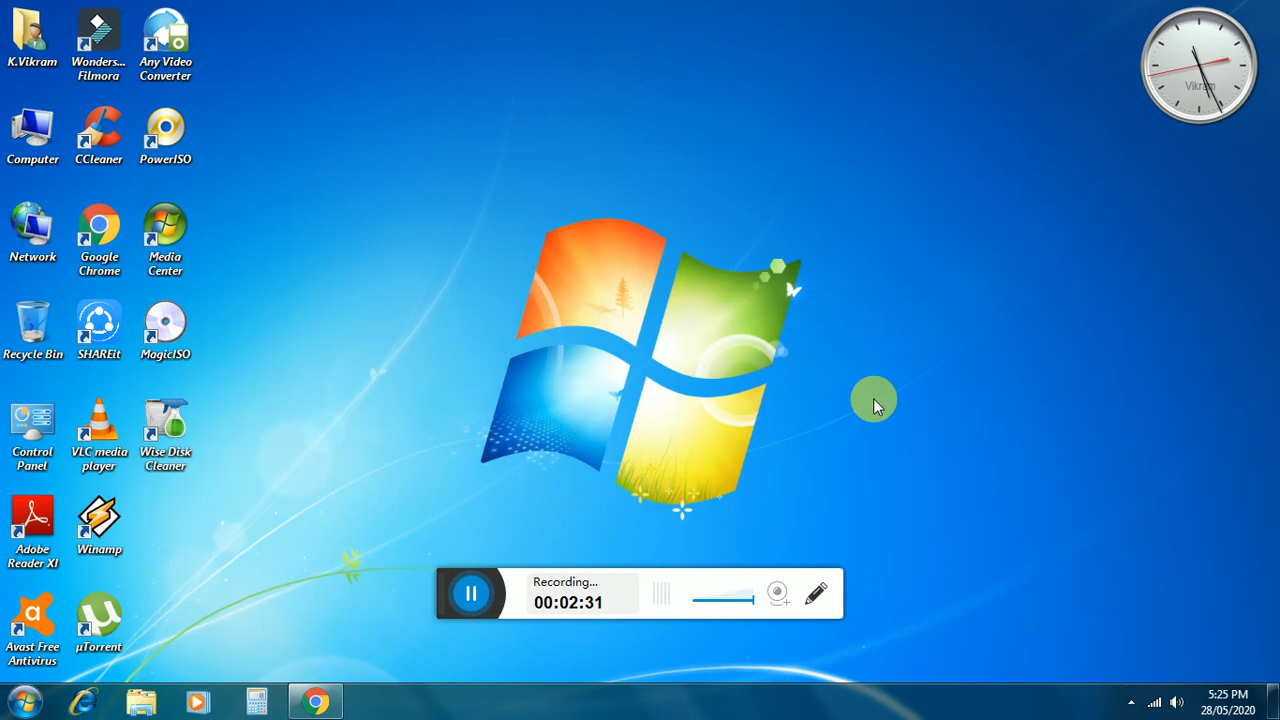 K.Vikram
Wonders...
Filmora
Any Video
Converter
Computer
CCleaner
PowerISO
Network
Google
Chrome
Media
Center
Recycle Bin
SHAREit
MagicISO
Control
Panel
VLC media
player
Wise Disk
Cleaner
Adobe
Reader XI
Winamp
Avast Free
Antivirus
µTorrent
Vikram
Recording...
00:02:31
5:25 PM
28/05/2020